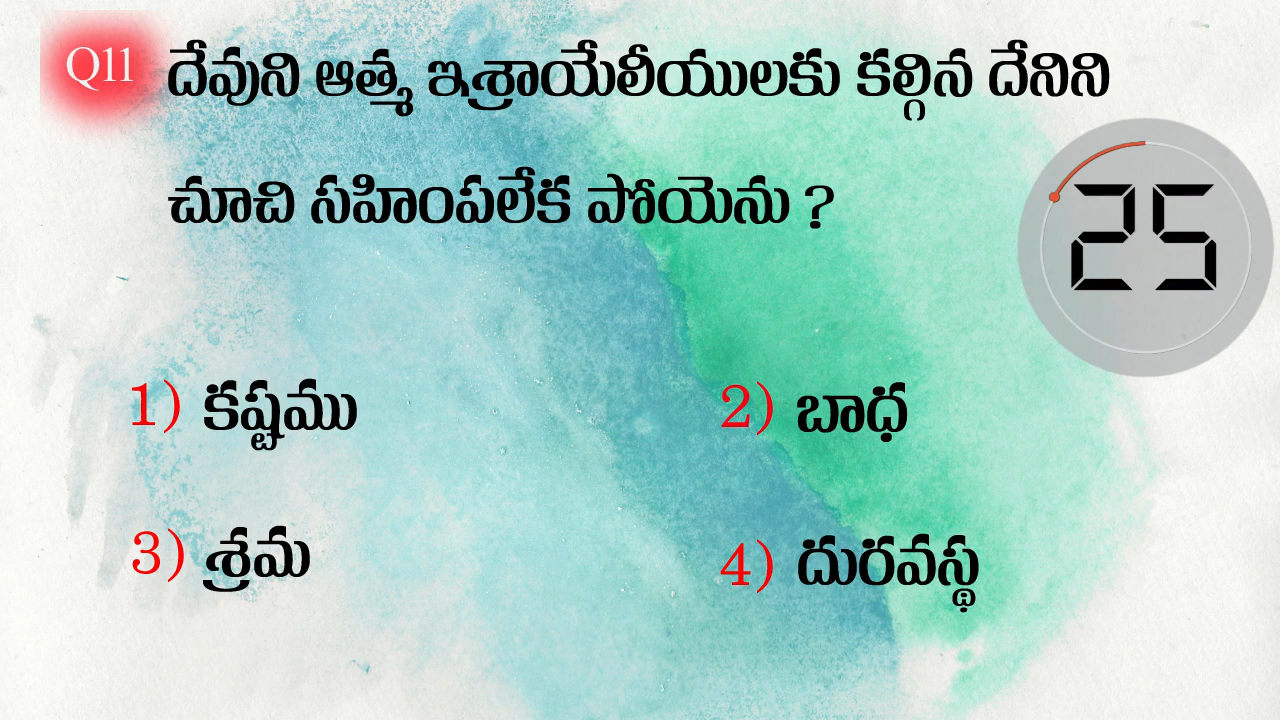 Q11 దేవుని ఆత్మ ఇశ్రాయేలీయులకు కల్గిన దేనిని
చూచి సహింపలేక పోయెను ?
25
1) కష్టము
2) బాధ
3) శ్రమ
4) దురవస్థ